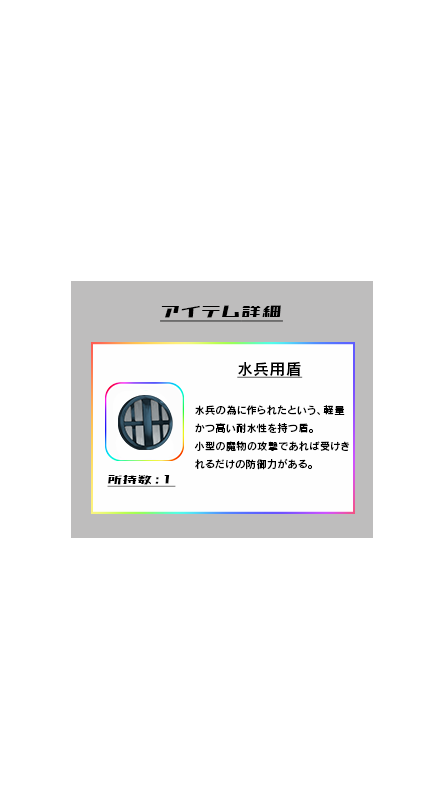 アイテム詳細
水兵用盾
水兵の為に作られたという、軽量
かつ高い耐水性を持つ盾。
小型の魔物の攻撃であれば受けき
れるだけの防御力がある。
所持数:1